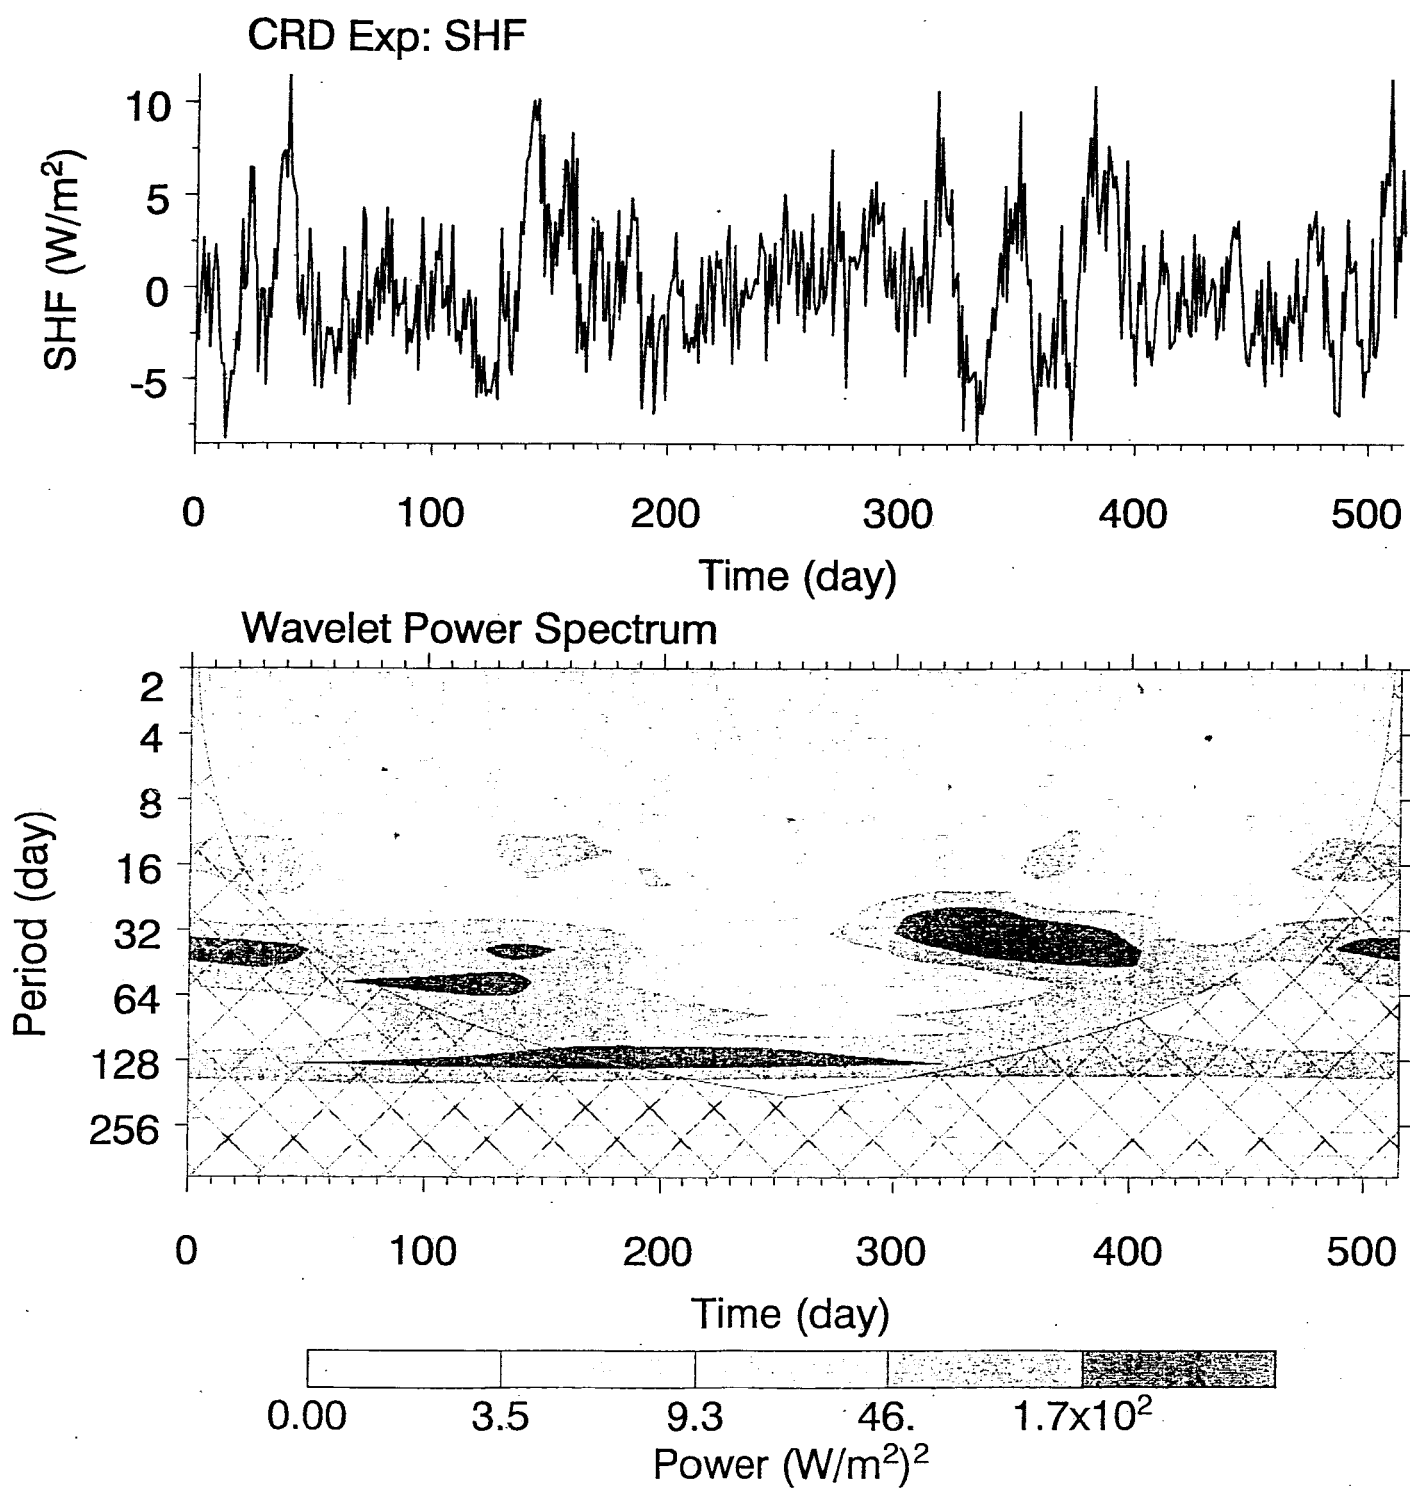 CRD Exp: SHF
10
5
0
-5
SHF (W/m²)
0 100 200 300 400 500
Time (day)
Wavelet Power Spectrum
2
4
8
16
32
64
128
256
Period (day)
0 100 200 300 400 500
Time (day)
0.00 3.5 9.3 46. 1.7x10²
Power (W/m²)²